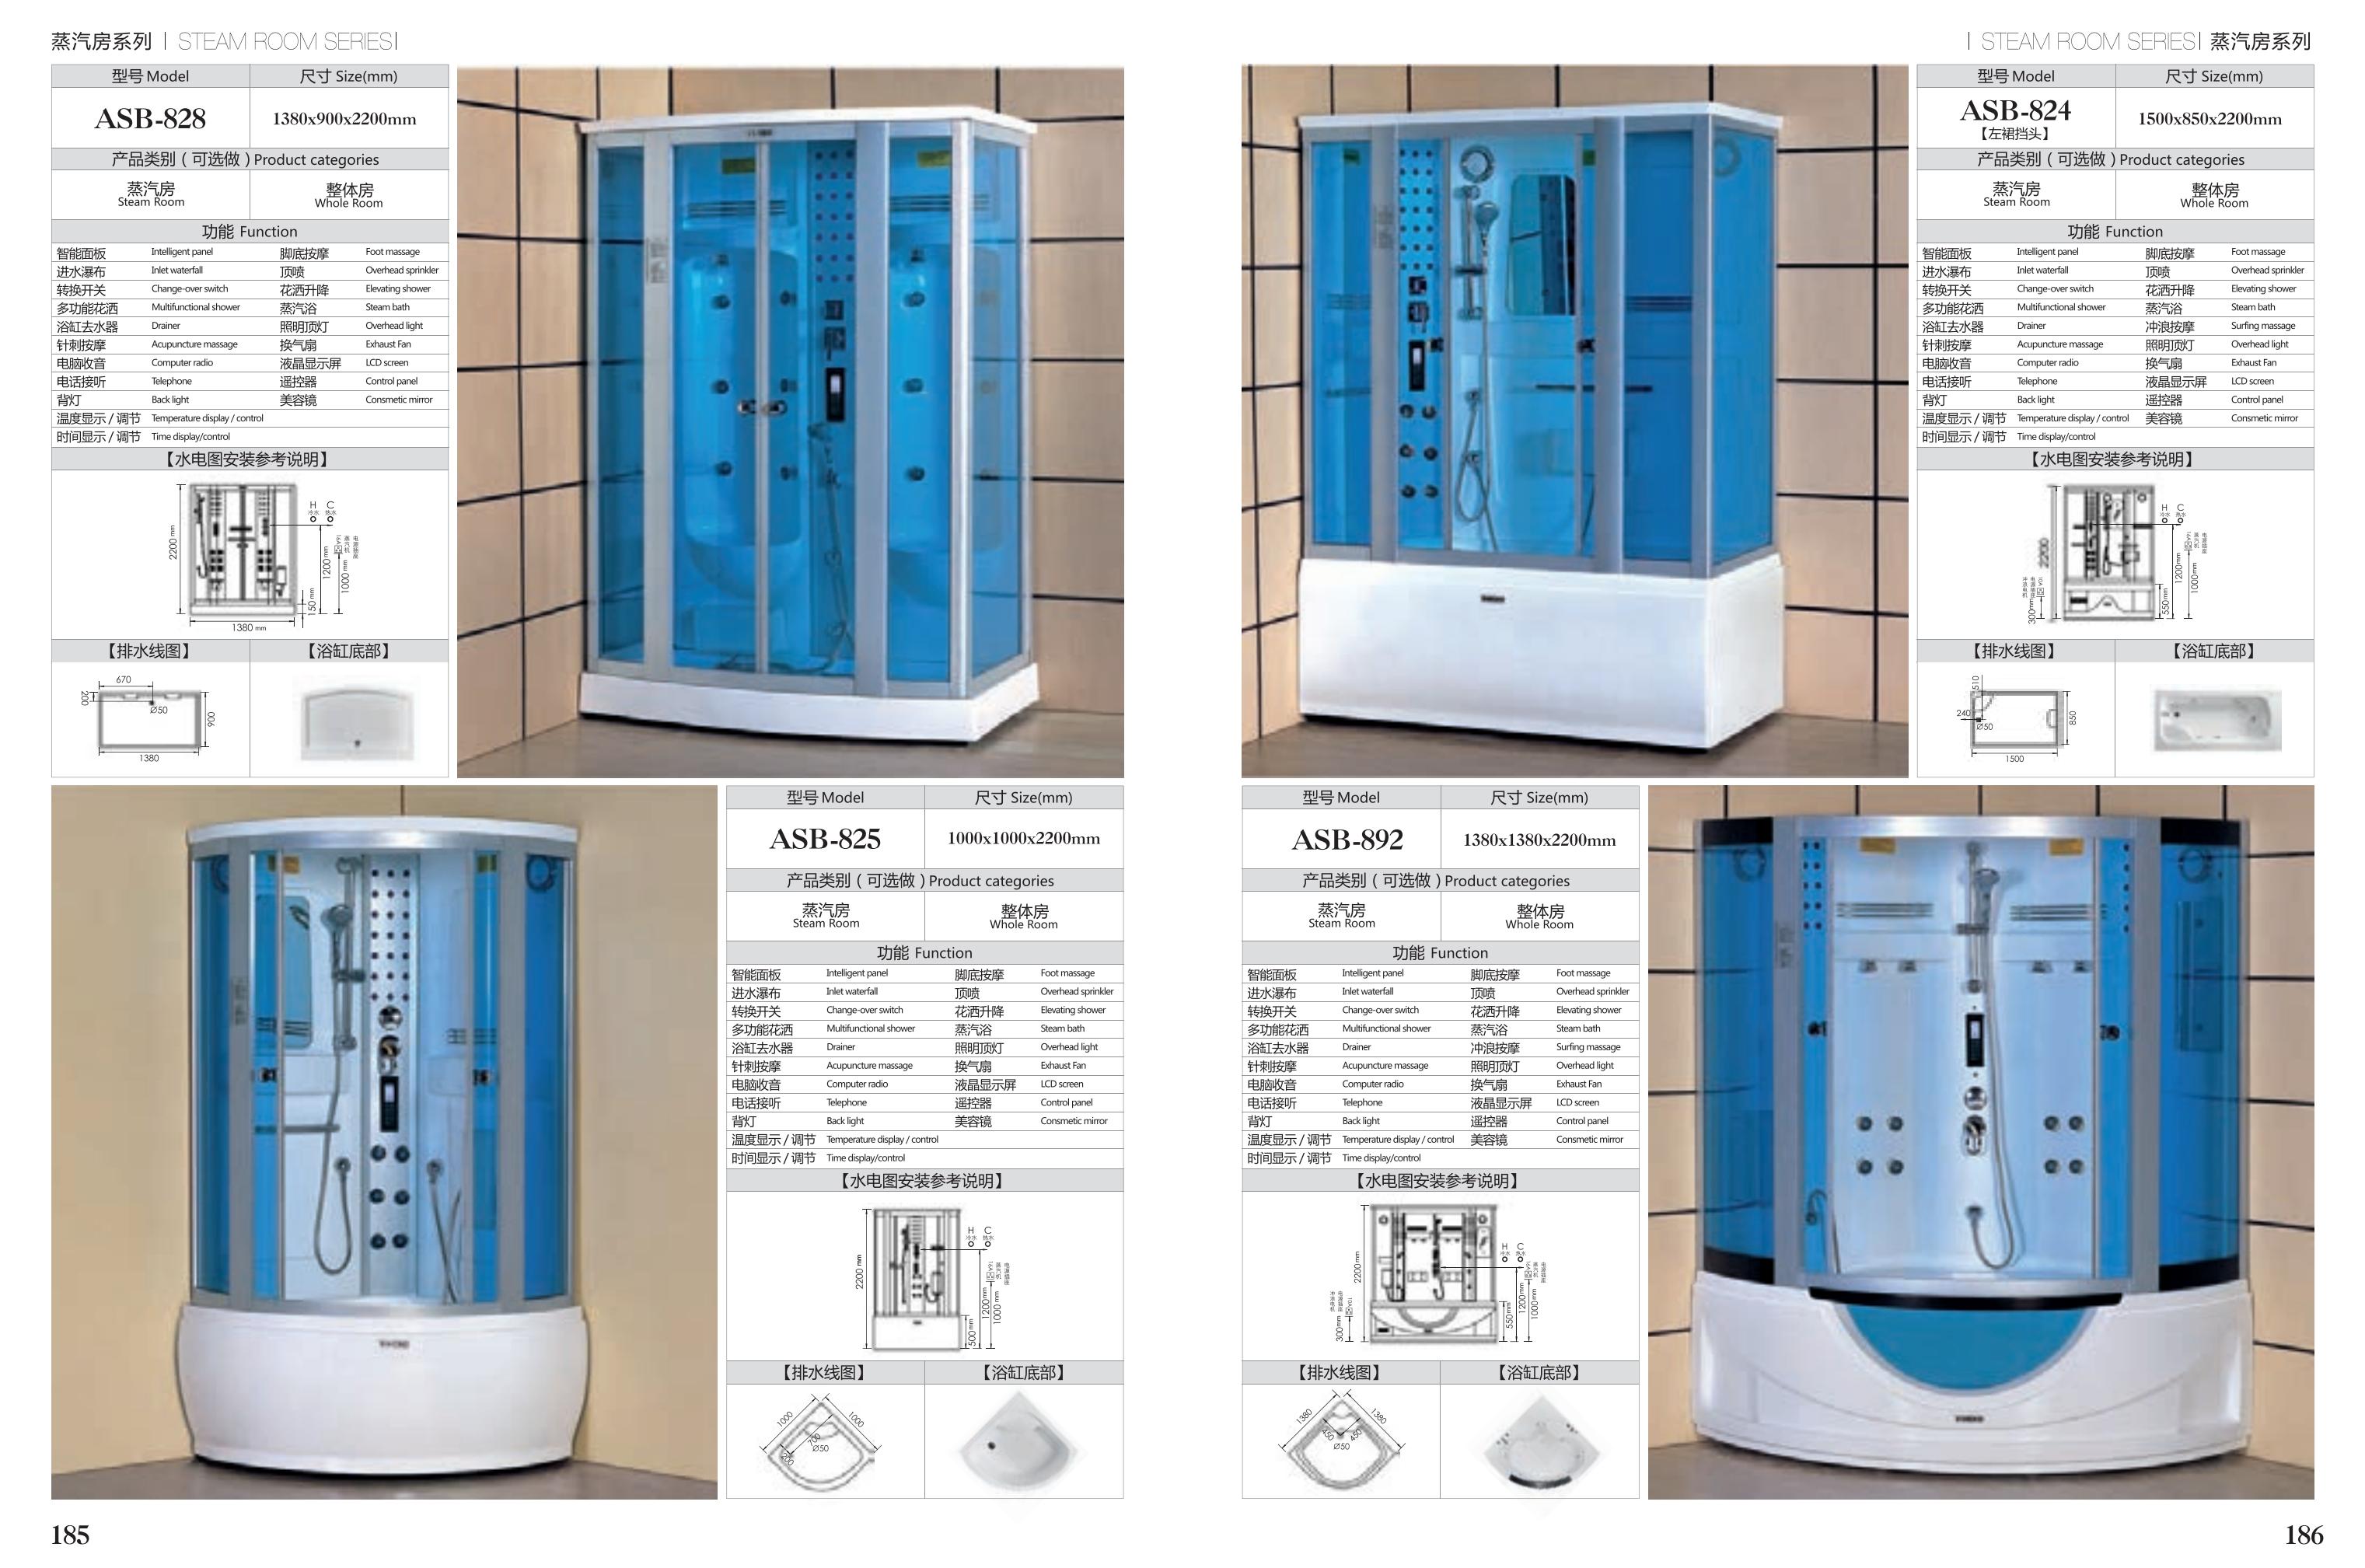 蒸汽房系列 | STEAM ROOM SERIES|
型号 Model 尺寸 Size(mm)
ASB-828 1380x900x2200mm
产品类别 ( 可选做 ) Product categories
蒸汽房 整体房
Steam Room Whole Room
功能 Function
智能面板 Intelligent panel 脚底按摩 Foot massage
进水瀑布 Inlet waterfall 顶喷 Overhead sprinkler
转换开关 Change-over switch 花洒升降 Elevating shower
多功能花洒 Multifunctional shower 蒸汽浴 Steam bath
浴缸去水器 Drainer 照明顶灯 Overhead light
针刺按摩 Acupuncture massage 换气扇 Exhaust Fan
电脑收音 Computer radio 液晶显示屏 LCD screen
电话接听 Telephone 遥控器 Control panel
背灯 Back light 美容镜 Consmetic mirror
温度显示 / 调节 Temperature display / control
时间显示 / 调节 Time display/control
【水电图安装参考说明】
H C
冷水 热水
2200 mm
1200 mm
1000 mm
150 mm
1380 mm
【排水线图】 【浴缸底部】
670
200
Ø50
900
1380
型号 Model 尺寸 Size(mm)
ASB-825 1000x1000x2200mm
产品类别 ( 可选做 ) Product categories
蒸汽房 整体房
Steam Room Whole Room
功能 Function
智能面板 Intelligent panel 脚底按摩 Foot massage
进水瀑布 Inlet waterfall 顶喷 Overhead sprinkler
转换开关 Change-over switch 花洒升降 Elevating shower
多功能花洒 Multifunctional shower 蒸汽浴 Steam bath
浴缸去水器 Drainer 照明顶灯 Overhead light
针刺按摩 Acupuncture massage 换气扇 Exhaust Fan
电脑收音 Computer radio 液晶显示屏 LCD screen
电话接听 Telephone 遥控器 Control panel
背灯 Back light 美容镜 Consmetic mirror
温度显示 / 调节 Temperature display / control
时间显示 / 调节 Time display/control
【水电图安装参考说明】
H C
冷水 热水
2200 mm
1200mm
1000 mm
500 mm
【排水线图】 【浴缸底部】
1000 1000
700
200
Ø50
185
| STEAM ROOM SERIES| 蒸汽房系列
型号 Model 尺寸 Size(mm)
ASB-824 1500x850x2200mm
【左裙挡头】
产品类别 ( 可选做 ) Product categories
蒸汽房 整体房
Steam Room Whole Room
功能 Function
智能面板 Intelligent panel 脚底按摩 Foot massage
进水瀑布 Inlet waterfall 顶喷 Overhead sprinkler
转换开关 Change-over switch 花洒升降 Elevating shower
多功能花洒 Multifunctional shower 蒸汽浴 Steam bath
浴缸去水器 Drainer 冲浪按摩 Surfing massage
针刺按摩 Acupuncture massage 照明顶灯 Overhead light
电脑收音 Computer radio 换气扇 Exhaust Fan
电话接听 Telephone 液晶显示屏 LCD screen
背灯 Back light 遥控器 Control panel
温度显示 / 调节 Temperature display / control 美容镜 Consmetic mirror
时间显示 / 调节 Time display/control
【水电图安装参考说明】
H C
冷水 热水
2200
1200mm
1000mm
550mm
300mm
【排水线图】 【浴缸底部】
510
240
Ø50
850
1500
型号 Model 尺寸 Size(mm)
ASB-892 1380x1380x2200mm
产品类别 ( 可选做 ) Product categories
蒸汽房 整体房
Steam Room Whole Room
功能 Function
智能面板 Intelligent panel 脚底按摩 Foot massage
进水瀑布 Inlet waterfall 顶喷 Overhead sprinkler
转换开关 Change-over switch 花洒升降 Elevating shower
多功能花洒 Multifunctional shower 蒸汽浴 Steam bath
浴缸去水器 Drainer 冲浪按摩 Surfing massage
针刺按摩 Acupuncture massage 照明顶灯 Overhead light
电脑收音 Computer radio 换气扇 Exhaust Fan
电话接听 Telephone 液晶显示屏 LCD screen
背灯 Back light 遥控器 Control panel
温度显示 / 调节 Temperature display / control 美容镜 Consmetic mirror
时间显示 / 调节 Time display/control
【水电图安装参考说明】
H C
冷水 热水
2200mm
1200mm
1000mm
550mm
300mm
【排水线图】 【浴缸底部】
1380 1380
450 450
Ø50
186